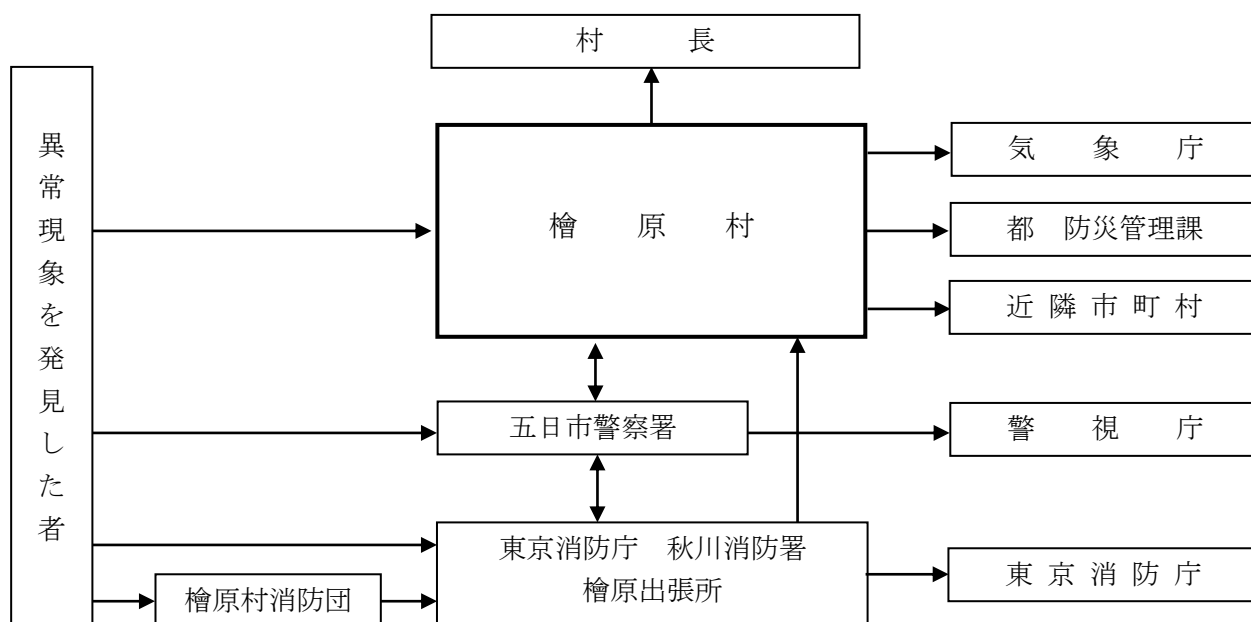 村　長
異常現象を発見した者
檜　原　村
気　象　庁
都　防災管理課
近 隣 市 町 村
五日市警察署
警　視　庁
東京消防庁　秋川消防署
檜原出張所
檜原村消防団
東 京 消 防 庁